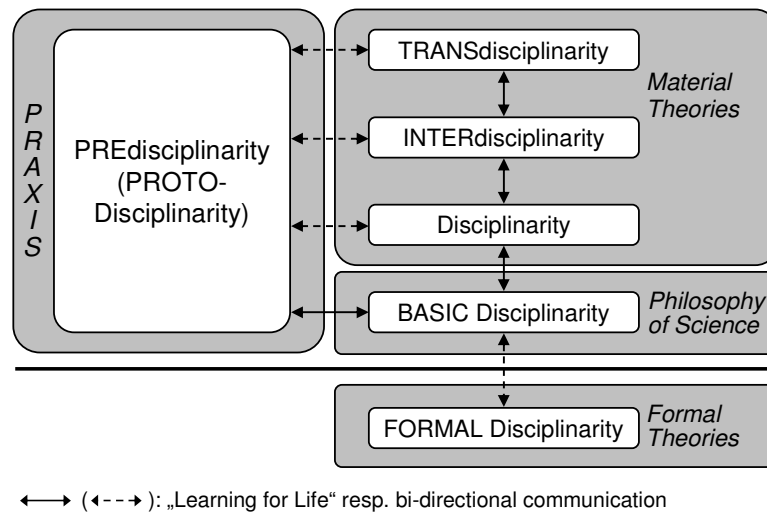 PRAXIS
PREdisciplinarity
(PROTO-
Disciplinarity)
TRANSdisciplinarity
INTERdisciplinarity
Disciplinarity
Material
Theories
BASIC Disciplinarity
Philosophy
of Science
FORMAL Disciplinarity
Formal
Theories
( ): „Learning for Life“ resp. bi-directional communication